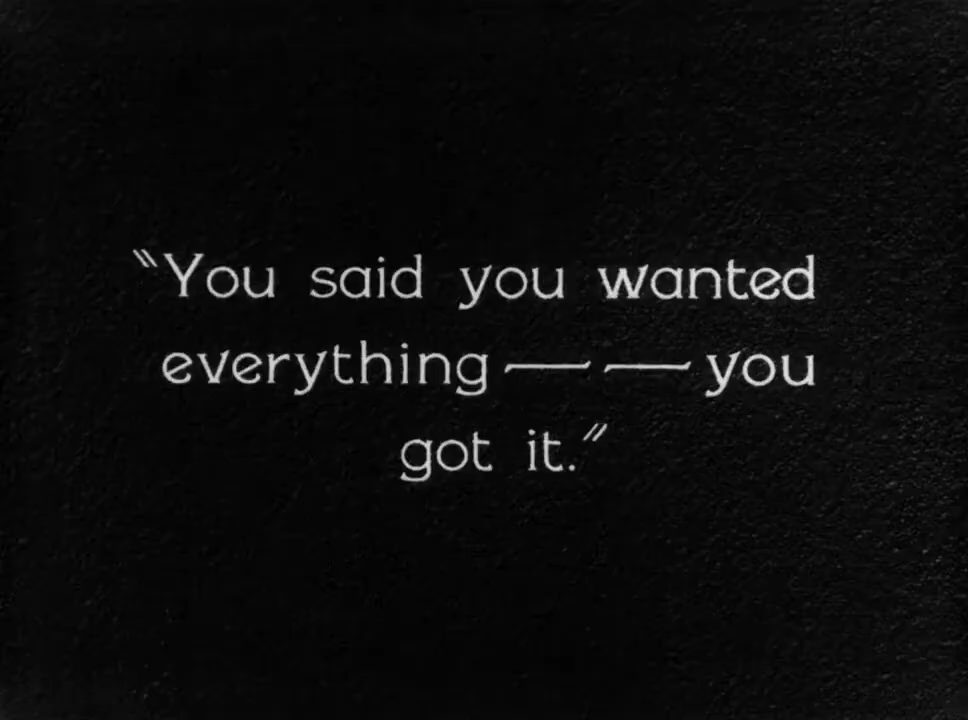 "You said you wanted
everything — — you
got it."